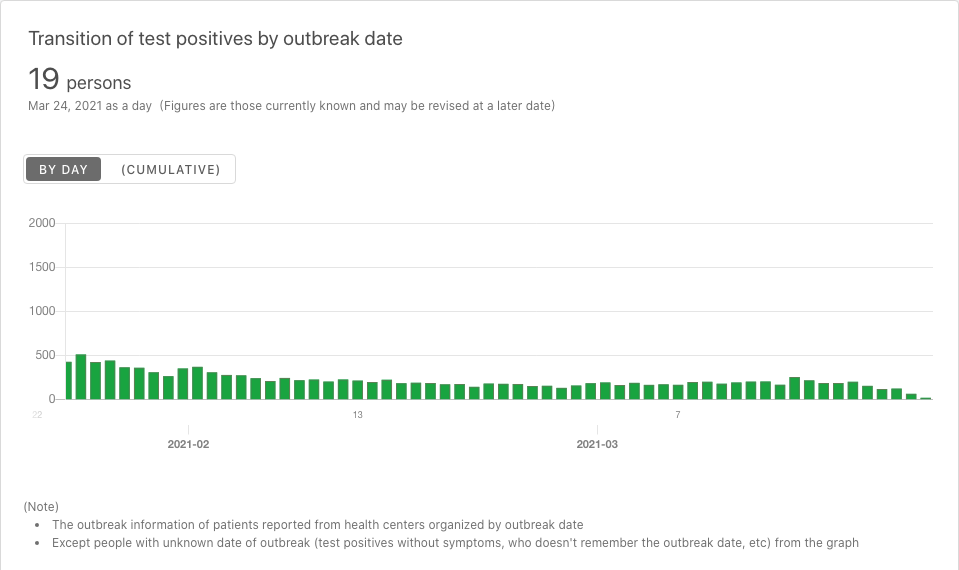 Transition of test positives by outbreak date
19 persons
Mar 24, 2021 as a day (Figures are those currently known and may be revised at a later date)
BY DAY (CUMULATIVE)
2000
1500
1000
500
0
22 13 7
2021-02 2021-03
(Note)
• The outbreak information of patients reported from health centers organized by outbreak date
• Except people with unknown date of outbreak (test positives without symptoms, who doesn't remember the outbreak date, etc) from the graph